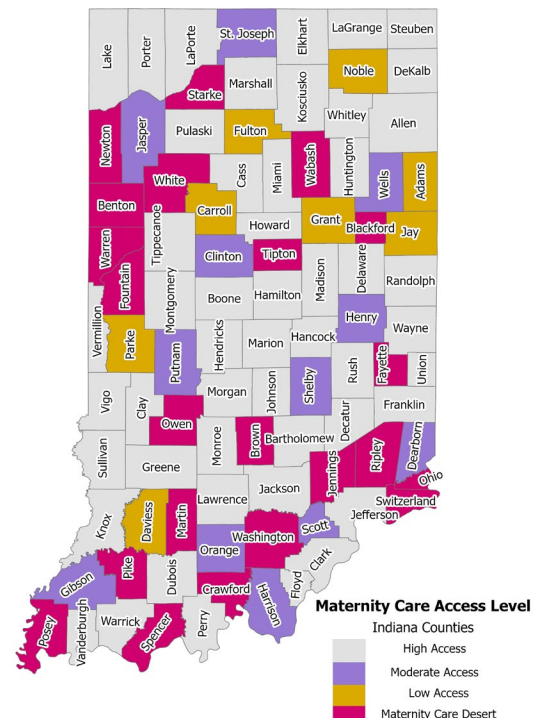 St. Joseph
LaGrange
Steuben
Lake
Porter
LaPorte
Elkhart
Noble
DeKalb
Starke
Marshall
Kosciusko
Whitley
Allen
Newton
Jasper
Pulaski
Fulton
Wabash
Huntington
White
Cass
Miami
Wells
Adams
Benton
Carroll
Grant
Blackford
Jay
Howard
Warren
Tippecanoe
Clinton
Tipton
Madison
Delaware
Randolph
Fountain
Montgomery
Boone
Hamilton
Henry
Wayne
Vermillion
Parke
Putnam
Hendricks
Marion
Hancock
Shelby
Rush
Fayette
Union
Vigo
Clay
Owen
Morgan
Johnson
Decatur
Franklin
Sullivan
Greene
Monroe
Brown
Bartholomew
Jennings
Ripley
Dearborn
Ohio
Knox
Daviess
Martin
Lawrence
Jackson
Switzerland
Jefferson
Gibson
Pike
Dubois
Orange
Washington
Scott
Clark
Posey
Vanderburgh
Warrick
Spencer
Perry
Crawford
Harrison
Floyd
Maternity Care Access Level
Indiana Counties
High Access
Moderate Access
Low Access
Maternity Care Desert